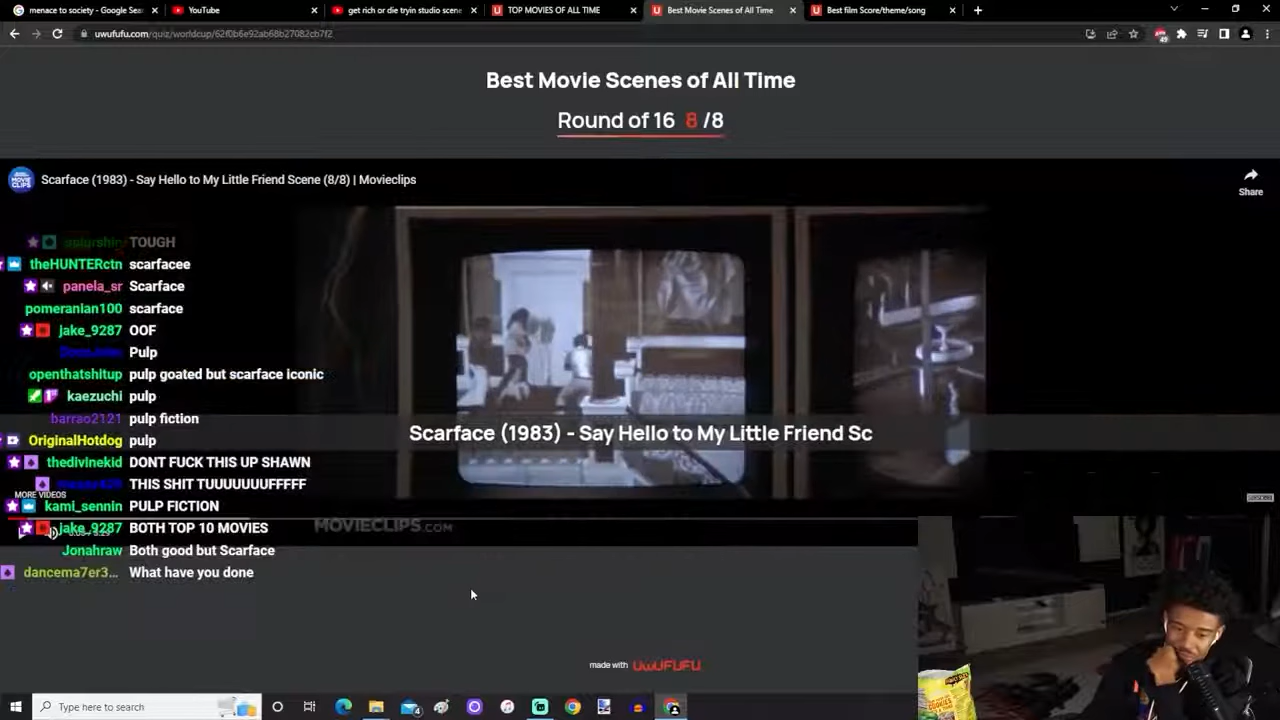 menace to society - Google Sea
YouTube
get rich or die tryin studio scene
TOP MOVIES OF ALL TIME
Best Movie Scenes of All Time
Best film Score/theme/song
uwufufu.com/quiz/worldcup/62f0b6e92ab68b27082cb7f2
Best Movie Scenes of All Time
Round of 16 8 /8
Scarface (1983) - Say Hello to My Little Friend Scene (8/8) | Movieclips
Share
TOUGH
theHUNTERctn scarfacee
panela_sr Scarface
pomeranian100 scarface
jake_9287 OOF
Pulp
openthatshitup pulp goated but scarface iconic
kaezuchi pulp
barrao2121 pulp fiction
Scarface (1983) - Say Hello to My Little Friend Sc
OriginalHotdog pulp
thedivinekid DONT FUCK THIS UP SHAWN
THIS SHIT TUUUUUUUFFFFF
MORE VIDEOS
kami_sennin PULP FICTION
jake_9287 BOTH TOP 10 MOVIES
MOVIECLIPS.COM
Jonahraw Both good but Scarface
dancema7er3... What have you done
made with UWUFUFU
Type here to search